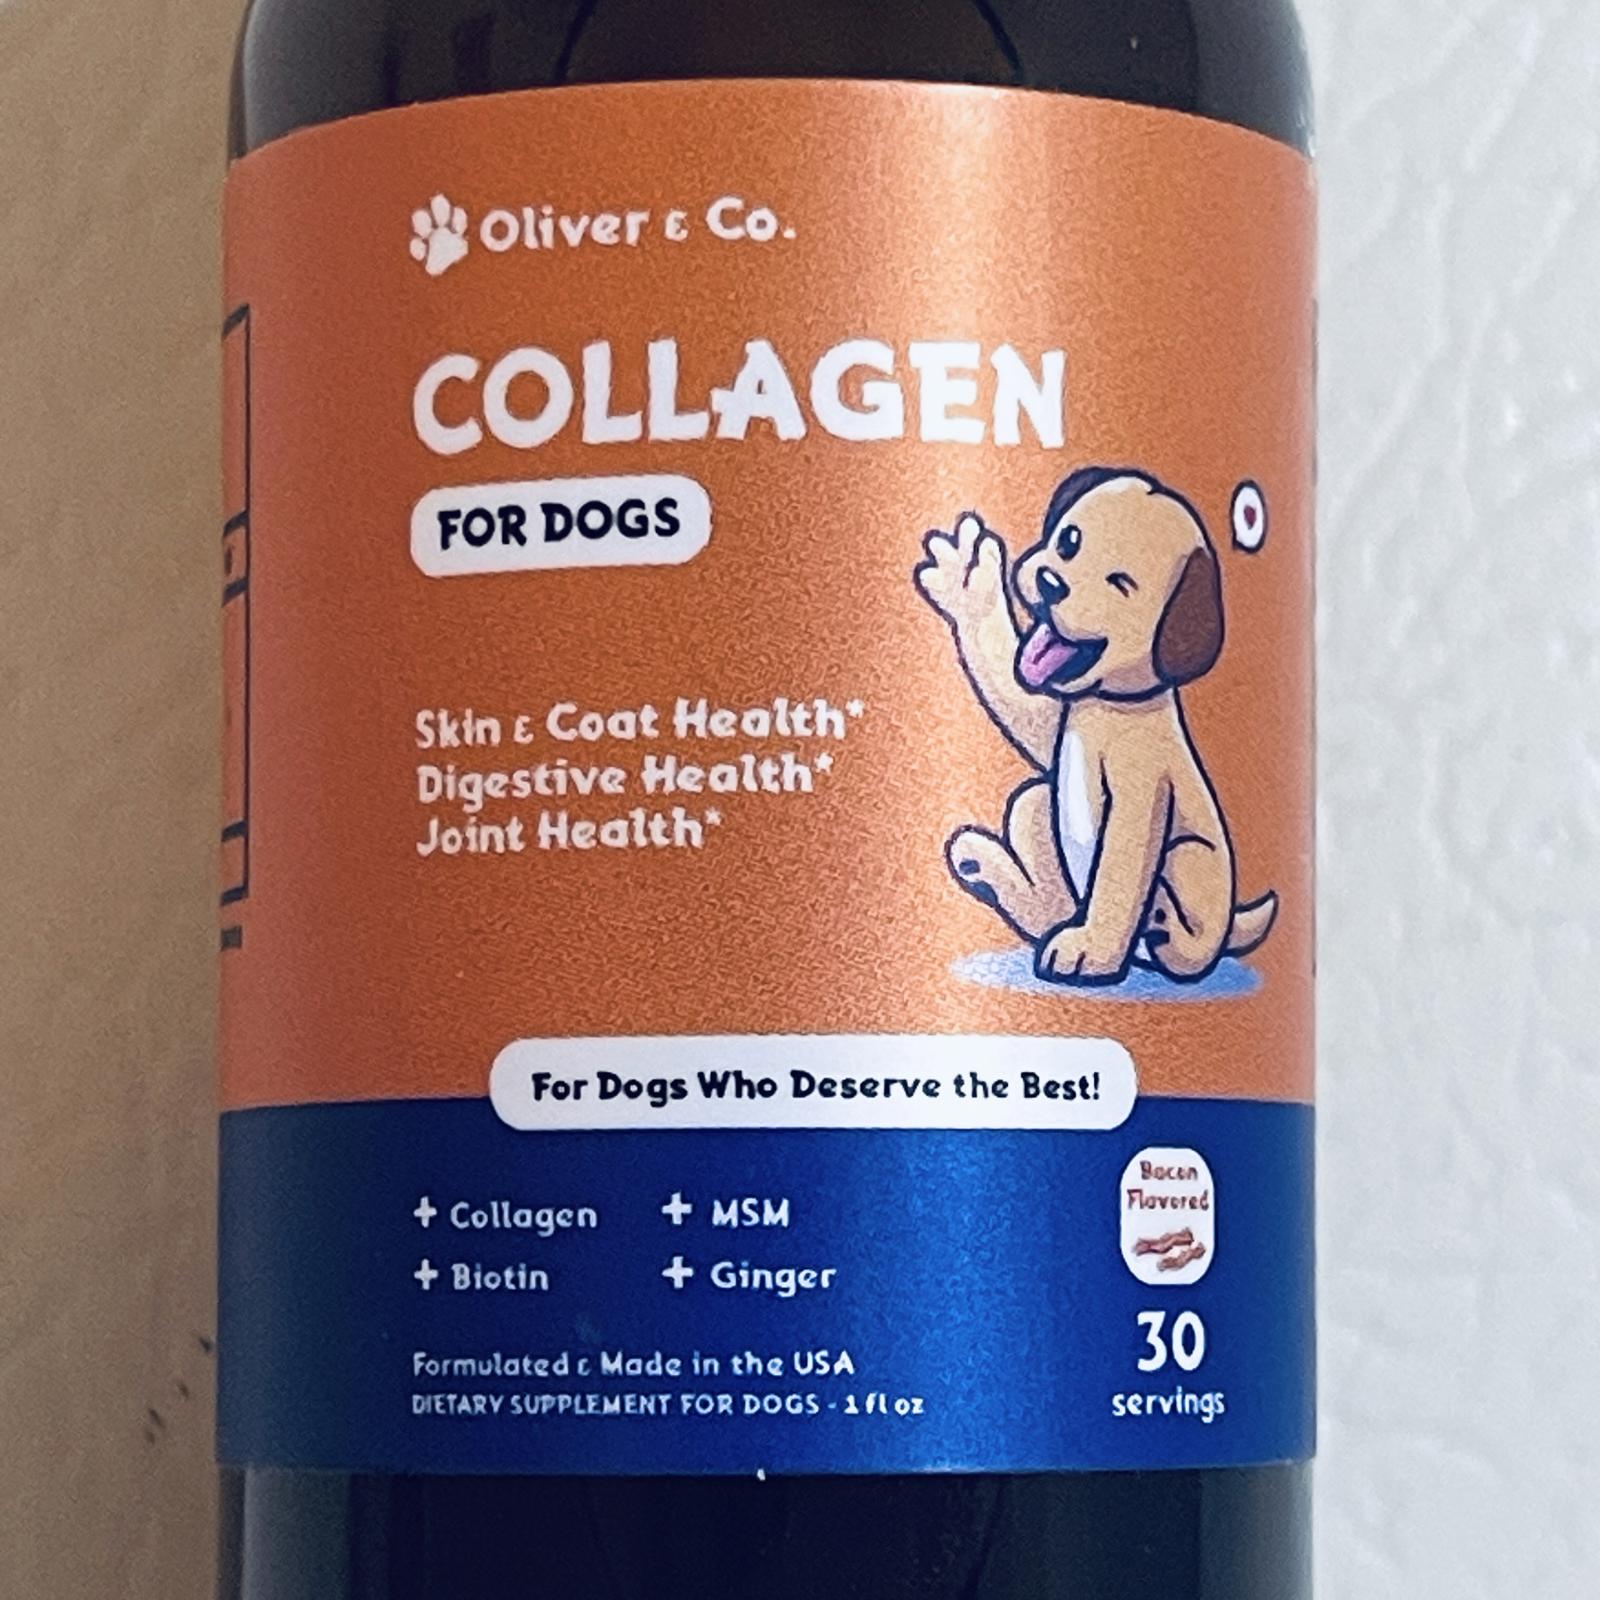 Oliver & Co.
COLLAGEN
FOR DOGS
Skin & Coat Health*
Digestive Health*
Joint Health*
For Dogs Who Deserve the Best!
+ Collagen + MSM
+ Biotin + Ginger
Bacon
Flavored
30
servings
Formulated & Made in the USA
DIETARY SUPPLEMENT FOR DOGS - 1 fl oz